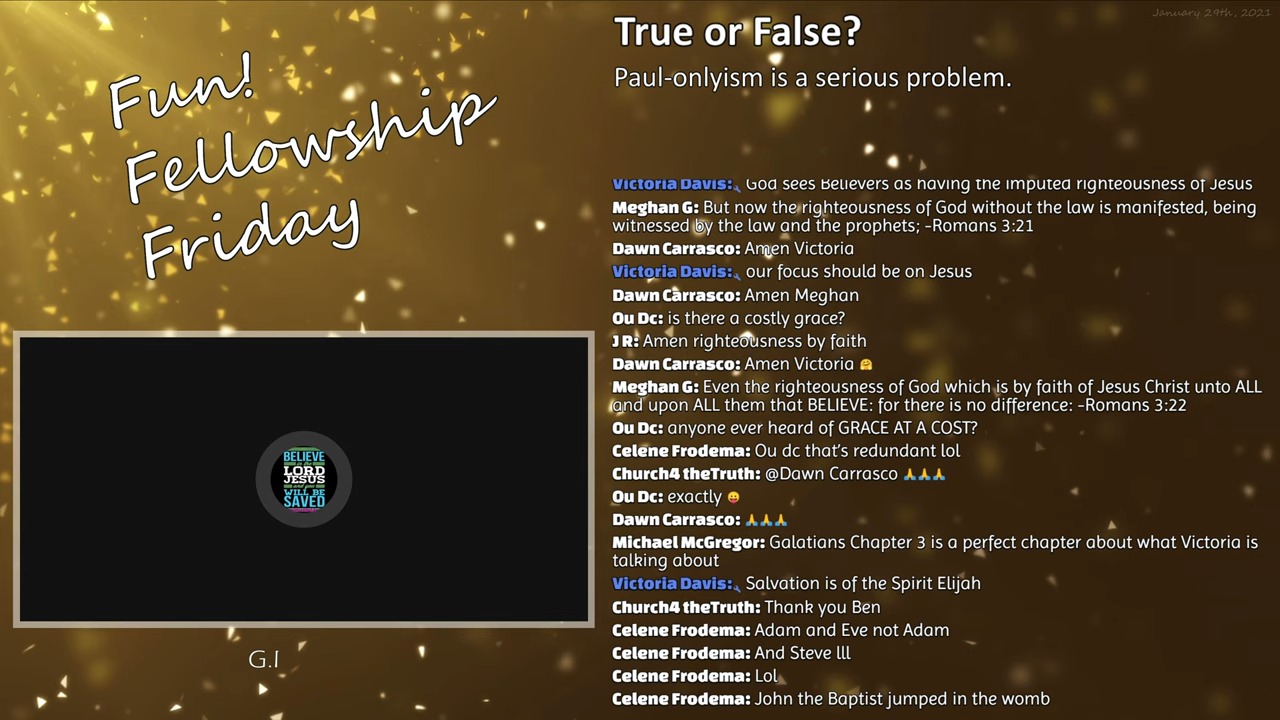 January 29th, 2021
True or False?
Paul-onlyism is a serious problem.
Fun!
Fellowship
Friday
Victoria Davis: God sees Believers as having the imputed righteousness of Jesus
Meghan G: But now the righteousness of God without the law is manifested, being
witnessed by the law and the prophets; -Romans 3:21
Dawn Carrasco: Amen Victoria
Victoria Davis: our focus should be on Jesus
Dawn Carrasco: Amen Meghan
Ou Dc: is there a costly grace?
J R: Amen righteousness by faith
Dawn Carrasco: Amen Victoria 🤗
Meghan G: Even the righteousness of God which is by faith of Jesus Christ unto ALL
and upon ALL them that BELIEVE: for there is no difference: -Romans 3:22
Ou Dc: anyone ever heard of GRACE AT A COST?
Celene Frodema: Ou dc that's redundant lol
Church4 theTruth: @Dawn Carrasco 🙏🙏🙏
Ou Dc: exactly 😛
Dawn Carrasco: 🙏🙏🙏
Michael McGregor: Galatians Chapter 3 is a perfect chapter about what Victoria is
talking about
Victoria Davis: Salvation is of the Spirit Elijah
Church4 theTruth: Thank you Ben
Celene Frodema: Adam and Eve not Adam
Celene Frodema: And Steve lll
Celene Frodema: Lol
Celene Frodema: John the Baptist jumped in the womb
BELIEVE
in the
LORD
JESUS
and you
WILL BE
SAVED
G.I